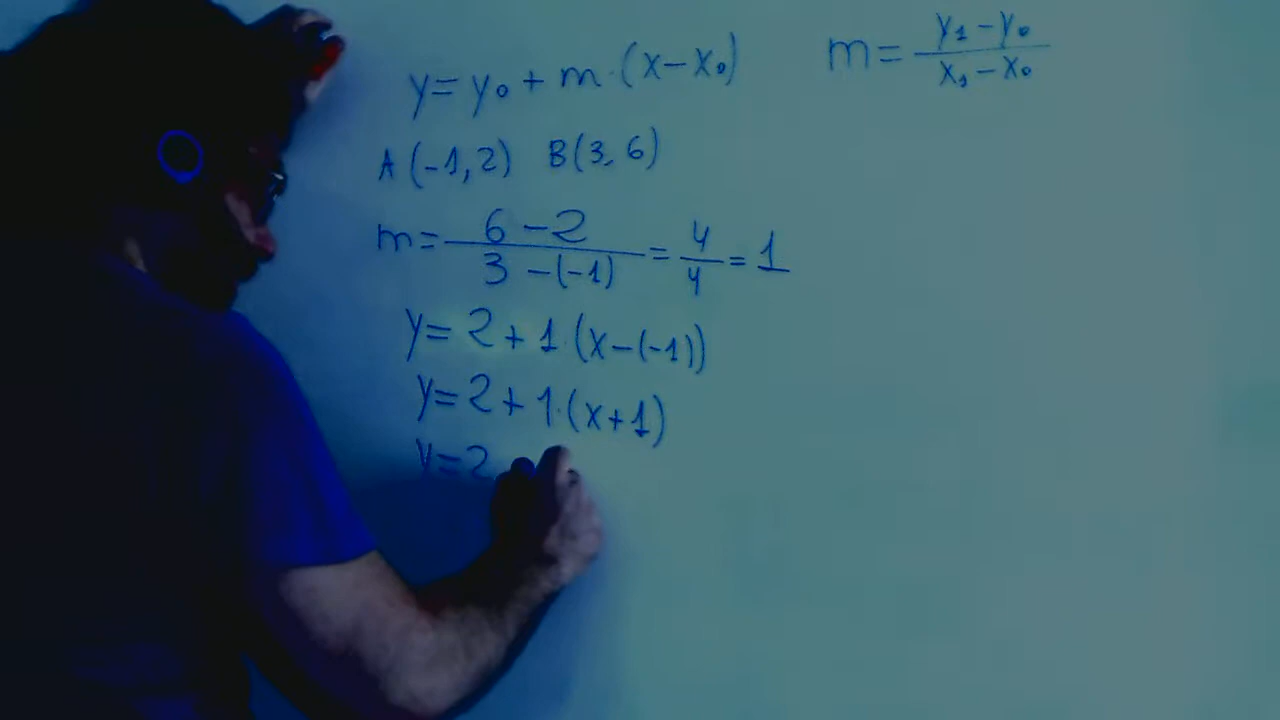 y = y₀ + m · (x - x₀)
m = (y₁ - y₀) / (x₁ - x₀)
A (-1, 2) B (3, 6)
m = (6 - 2) / (3 - (-1)) = 4/4 = 1
y = 2 + 1 · (x - (-1))
y = 2 + 1 · (x + 1)
y = 2